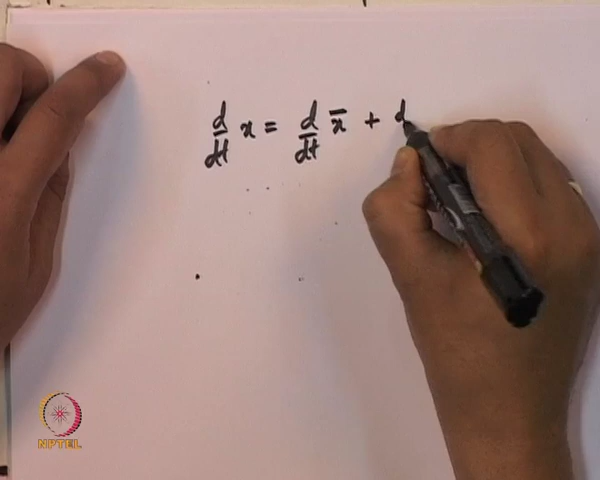 d/dt x = d/dt x̄ + d
NPTEL